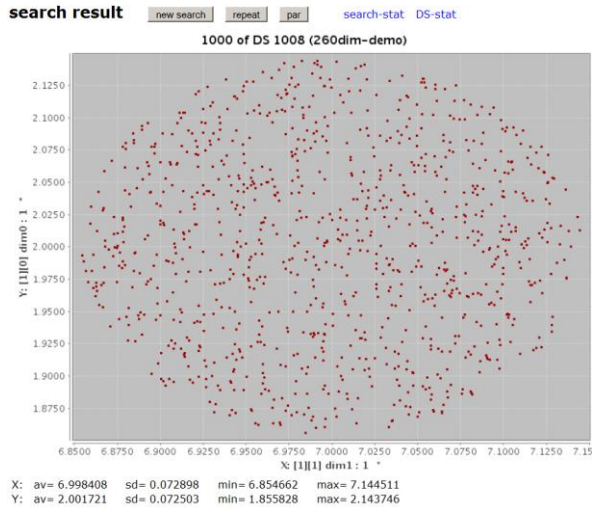 search result new search repeat par search-stat DS-stat
1000 of DS 1008 (260dim-demo)
2.1250
2.1000
2.0750
2.0500
2.0250
2.0000
1.9750
1.9500
1.9250
1.9000
1.8750
Y: [1][0] dim0 : 1 *
6.8500 6.8750 6.9000 6.9250 6.9500 6.9750 7.0000 7.0250 7.0500 7.0750 7.1000 7.1250 7.15
X: [1][1] dim1 : 1 *
X: av= 6.998408 sd= 0.072898 min= 6.854662 max= 7.144511
Y: av= 2.001721 sd= 0.072503 min= 1.855828 max= 2.143746